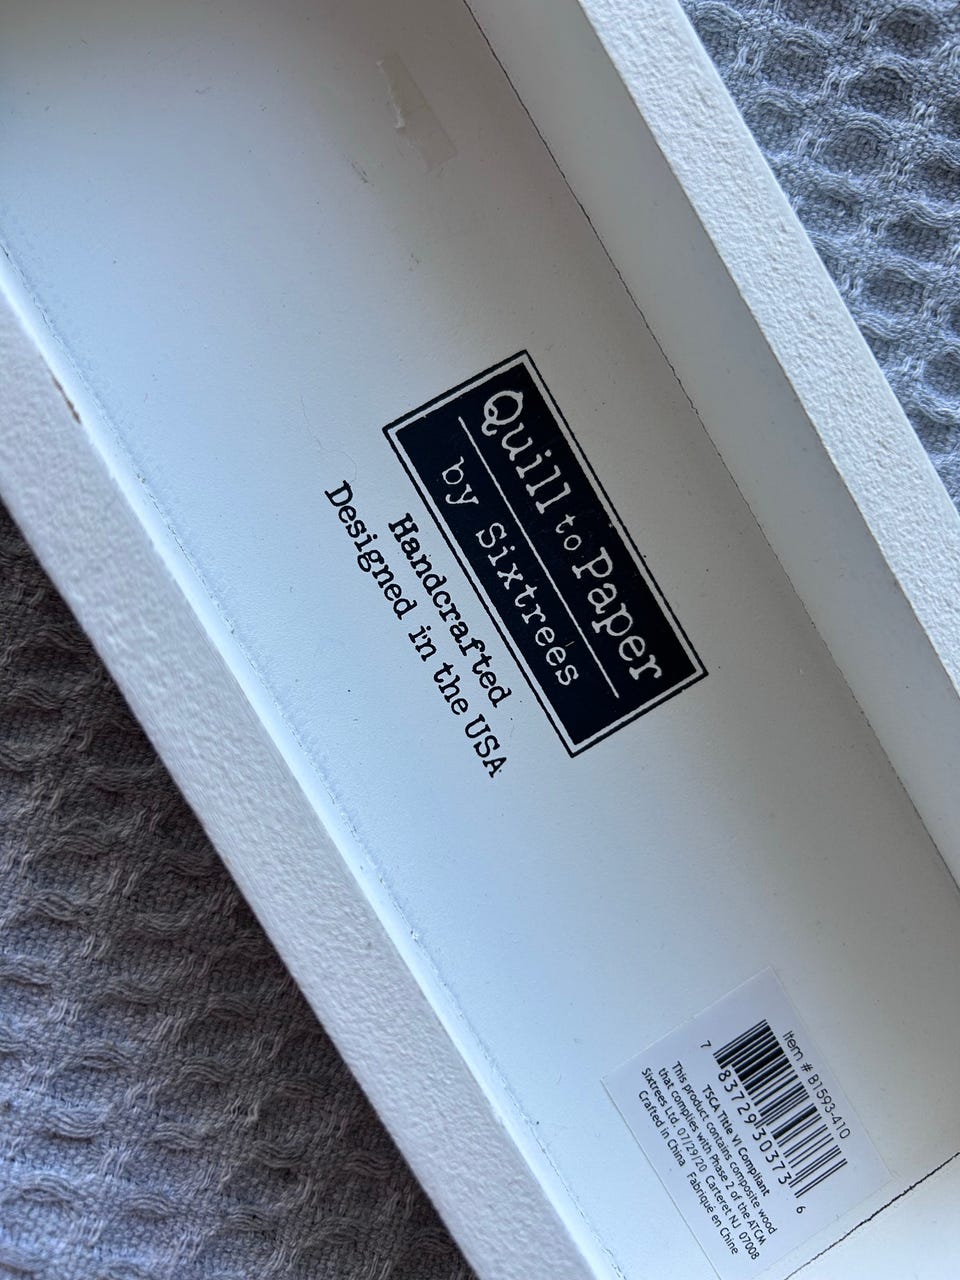 Quill to Paper
by Sixtrees
Handcrafted
Designed in the USA
Item # B1593-410
7 83729 30373 6
TSCA Title VI Compliant
This product contains composite wood
that complies with Phase 2 of the ATCM
Sixtrees Ltd. 07/29/20 Carteret NJ 07008
Crafted in China Fabriqué en Chine